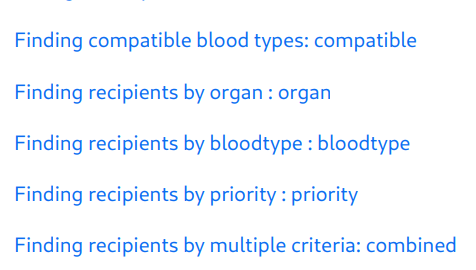 Finding compatible blood types: compatible
Finding recipients by organ : organ
Finding recipients by bloodtype : bloodtype
Finding recipients by priority : priority
Finding recipients by multiple criteria: combined